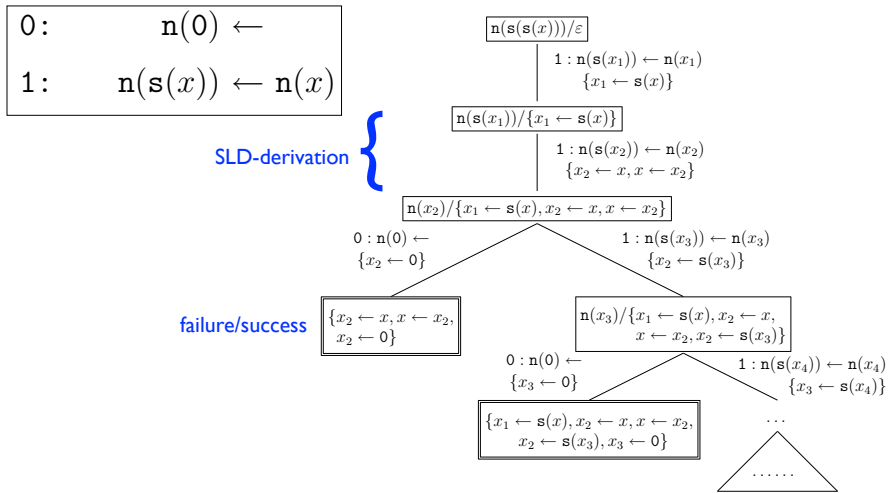 0: n(0) ←
1: n(s(x)) ← n(x)
n(s(s(x)))/ε
1 : n(s(x₁)) ← n(x₁)
{x₁ ← s(x)}
n(s(x₁))/{x₁ ← s(x)}
SLD-derivation {
1 : n(s(x₂)) ← n(x₂)
{x₂ ← x, x ← x₂}
n(x₂)/{x₁ ← s(x), x₂ ← x, x ← x₂}
0 : n(0) ←
{x₂ ← 0}
1 : n(s(x₃)) ← n(x₃)
{x₂ ← s(x₃)}
failure/success
{x₂ ← x, x ← x₂,
x₂ ← 0}
n(x₃)/{x₁ ← s(x), x₂ ← x,
x ← x₂, x₂ ← s(x₃)}
0 : n(0) ←
{x₃ ← 0}
1 : n(s(x₄)) ← n(x₄)
{x₃ ← s(x₄)}
{x₁ ← s(x), x₂ ← x, x ← x₂,
x₂ ← s(x₃), x₃ ← 0}
...
......